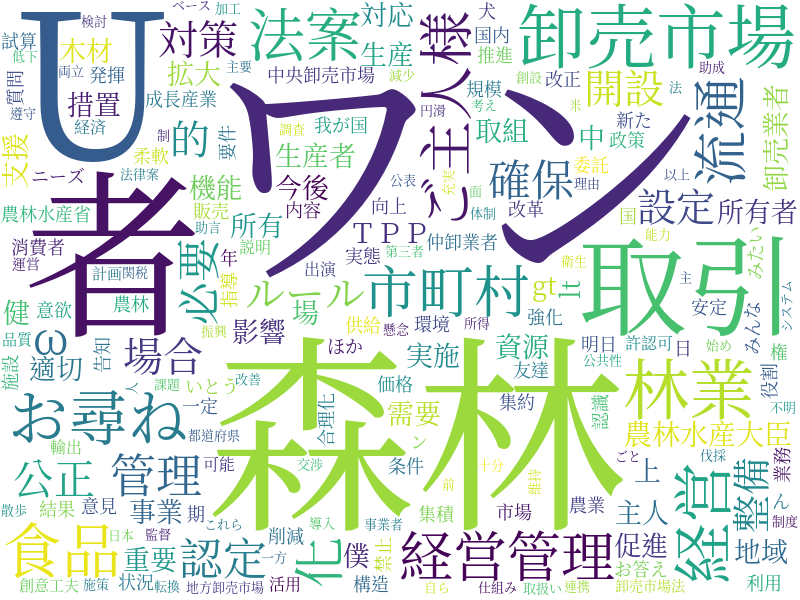 検討
ベース
加工
対応
犬
国内
推進
試算
低下
木材
U
対策
法案
卸売市場
両立
発揮
拡大
生産
主要
減少
創設
助成
質問
遵守
措置
経済
成長産業
中央卸売市場
ご主人様
規模
改正
法
開設
米
考え
円滑
流通
制
要件
調査
我が国
取組
中
新た
政策
卸売業者
支援
ニーズ
柔軟
法律案
生産者
ワン
的
者
機能
今後
公表
充実
面
確保
委託
理由
以上
農林水産省
助言
販売
内容
向上
改革
体制
国
設定
所有者
消費者
運営
所有
TPP
仲卸業者
取引
能力
みたい
年
説明
実態
第三者
衛生
計画関税
必要
指導
出演
市町村
gt
lt
主
システム
健
意欲
農林
ω
ルール
場
安定
みんな
権
品質
振興
影響
供給
環境
懸念
所得
強化
施設
告知
場合
ほか
実施
資源
明日
許認可
日
始め
適切
人
課題
改善
いとう
価格
友達
公共性
役割
森林
林業
不明
お尋ね
一定
合理化
需要
集約
認識
農林水産大臣
輸出
都道府県
ン
ごと
伐採
公正
管理
可能
交渉
条件
十分
上
経営
整備
業務
散歩
結果
意見
事業
期
これら
集積
前
維持
市場
農業
主人
ん
食品
日本
導入
削減
事業者
制度
重要
認定
監督
一方
化
僕
禁止
経営管理
促進
地域
お答え
創意工夫
施策
状況
転換
地方卸売市場
活用
構造
仕組み
自ら
取扱い
連携
卸売市場法
利用